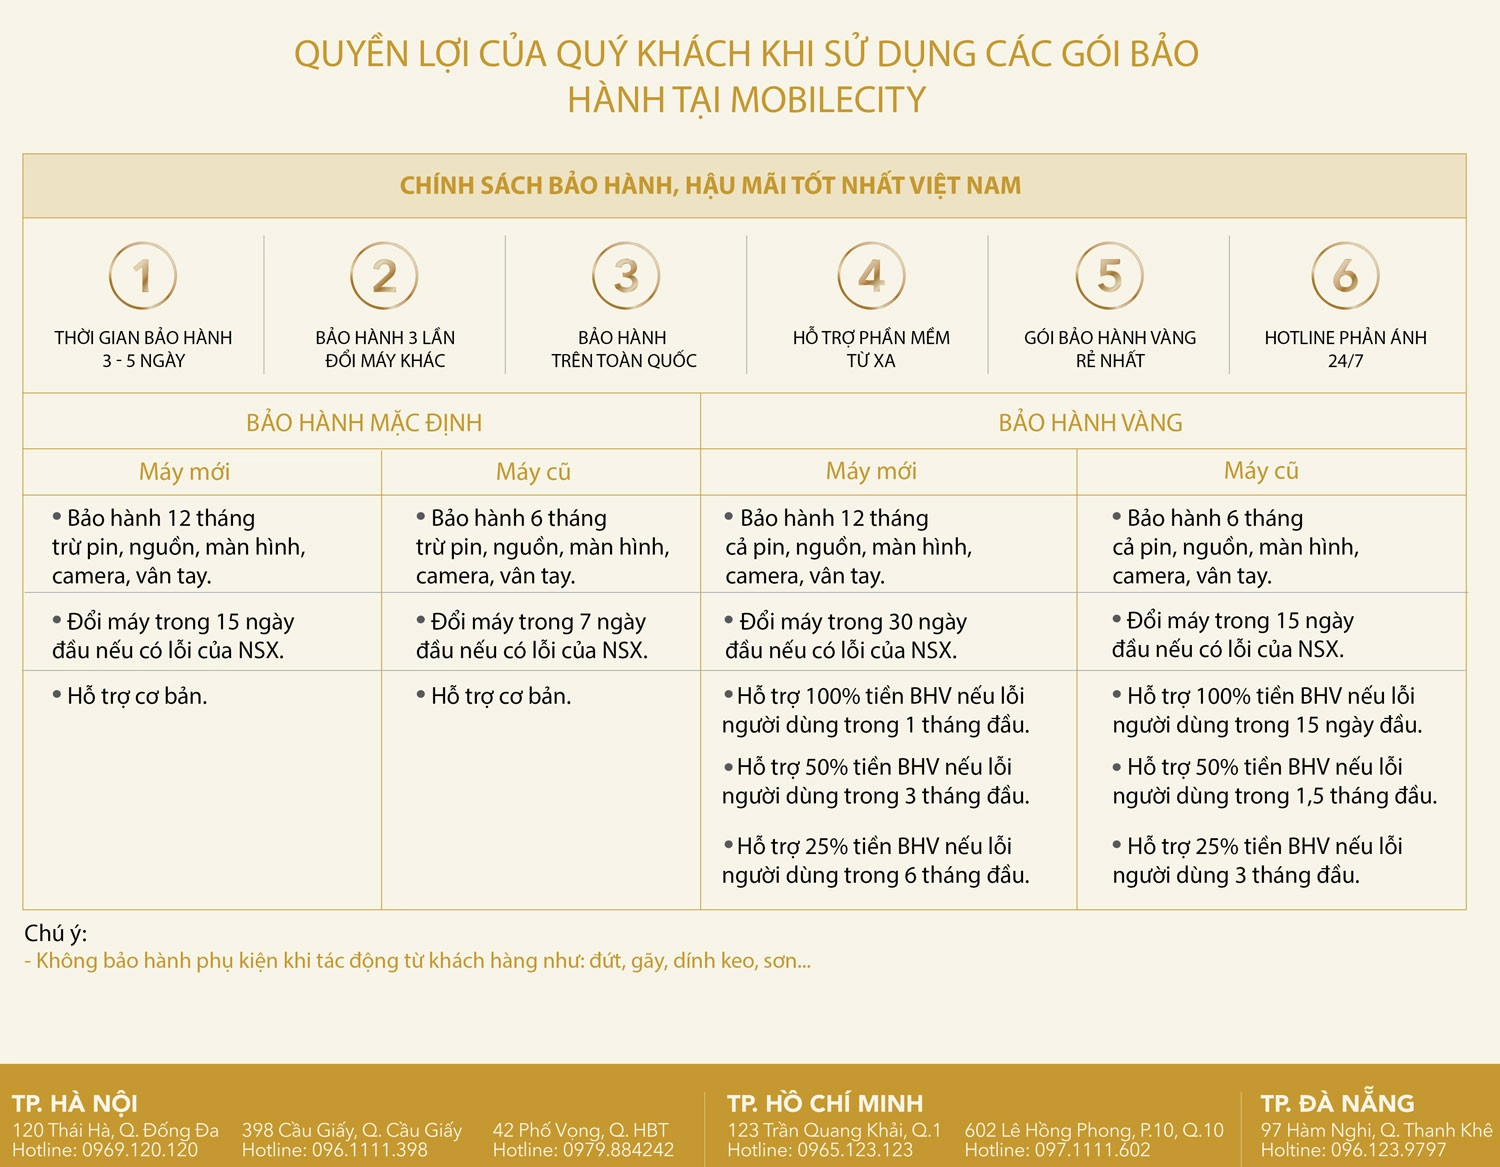 QUYỀN LỢI CỦA QUÝ KHÁCH KHI SỬ DỤNG CÁC GÓI BẢO
HÀNH TẠI MOBILECITY
CHÍNH SÁCH BẢO HÀNH, HẬU MÃI TỐT NHẤT VIỆT NAM
1
THỜI GIAN BẢO HÀNH
3 - 5 NGÀY
2
BẢO HÀNH 3 LẦN
ĐỔI MÁY KHÁC
3
BẢO HÀNH
TRÊN TOÀN QUỐC
4
HỖ TRỢ PHẦN MỀM
TỪ XA
5
GÓI BẢO HÀNH VÀNG
RẺ NHẤT
6
HOTLINE PHẢN ÁNH
24/7
BẢO HÀNH MẶC ĐỊNH
BẢO HÀNH VÀNG
Máy mới
Máy cũ
Máy mới
Máy cũ
• Bảo hành 12 tháng
trừ pin, nguồn, màn hình,
camera, vân tay.
• Bảo hành 6 tháng
trừ pin, nguồn, màn hình,
camera, vân tay.
• Bảo hành 12 tháng
cả pin, nguồn, màn hình,
camera, vân tay.
• Bảo hành 6 tháng
cả pin, nguồn, màn hình,
camera, vân tay.
• Đổi máy trong 15 ngày
đầu nếu có lỗi của NSX.
• Đổi máy trong 7 ngày
đầu nếu có lỗi của NSX.
• Đổi máy trong 30 ngày
đầu nếu có lỗi của NSX.
• Đổi máy trong 15 ngày
đầu nếu có lỗi của NSX.
• Hỗ trợ cơ bản.
• Hỗ trợ cơ bản.
• Hỗ trợ 100% tiền BHV nếu lỗi
người dùng trong 1 tháng đầu.
• Hỗ trợ 50% tiền BHV nếu lỗi
người dùng trong 3 tháng đầu.
• Hỗ trợ 25% tiền BHV nếu lỗi
người dùng trong 6 tháng đầu.
• Hỗ trợ 100% tiền BHV nếu lỗi
người dùng trong 15 ngày đầu.
• Hỗ trợ 50% tiền BHV nếu lỗi
người dùng trong 1,5 tháng đầu.
• Hỗ trợ 25% tiền BHV nếu lỗi
người dùng 3 tháng đầu.
Chú ý:
- Không bảo hành phụ kiện khi tác động từ khách hàng như: đứt, gãy, dính keo, sơn...
TP. HÀ NỘI
120 Thái Hà, Q. Đống Đa
Hotline: 0969.120.120
398 Cầu Giấy, Q. Cầu Giấy
Hotline: 096.1111.398
42 Phố Vọng, Q. HBT
Hotline: 0979.884242
TP. HỒ CHÍ MINH
123 Trần Quang Khải, Q.1
Hotline: 0965.123.123
602 Lê Hồng Phong, P.10, Q.10
Hotline: 097.1111.602
TP. ĐÀ NẴNG
97 Hàm Nghi, Q. Thanh Khê
Holtine: 096.123.9797